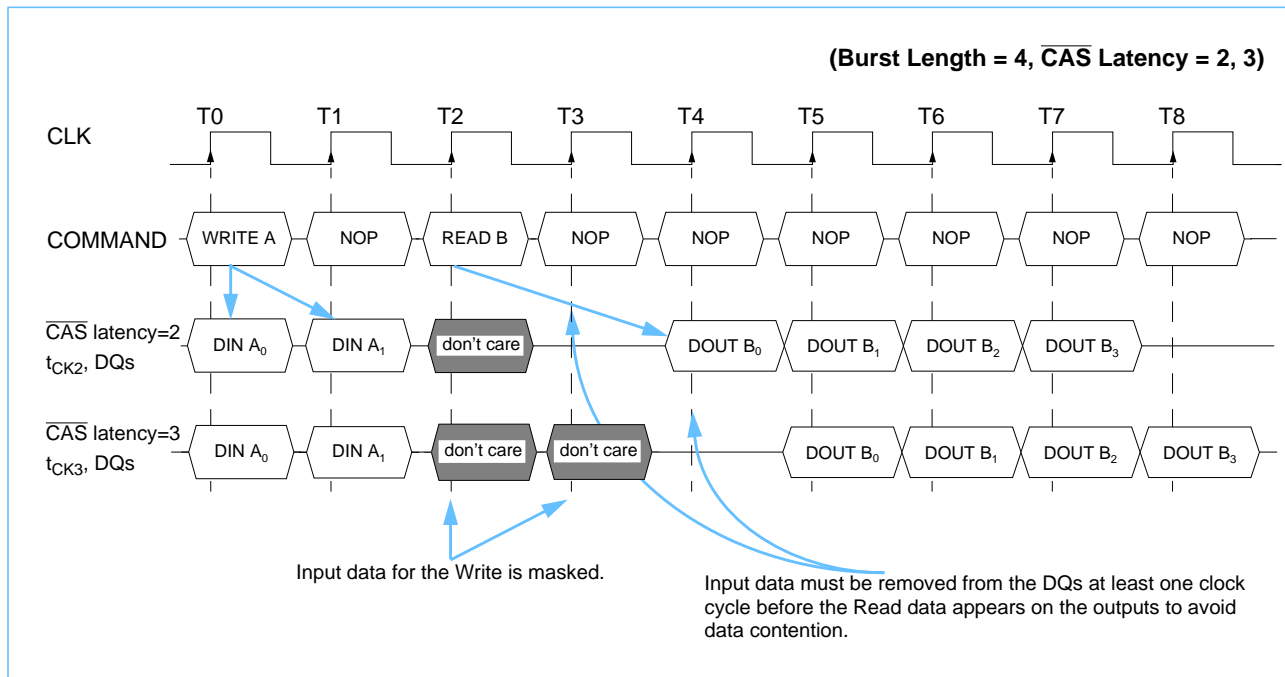 (Burst Length = 4, CAS Latency = 2, 3)
T0 T1 T2 T3 T4 T5 T6 T7 T8
CLK
COMMAND WRITE A NOP READ B NOP NOP NOP NOP NOP NOP
CAS latency=2
tCK2, DQs
DIN A0 DIN A1 don't care DOUT B0 DOUT B1 DOUT B2 DOUT B3
CAS latency=3
tCK3, DQs
DIN A0 DIN A1 don't care don't care DOUT B0 DOUT B1 DOUT B2 DOUT B3
Input data for the Write is masked.
Input data must be removed from the DQs at least one clock
cycle before the Read data appears on the outputs to avoid
data contention.